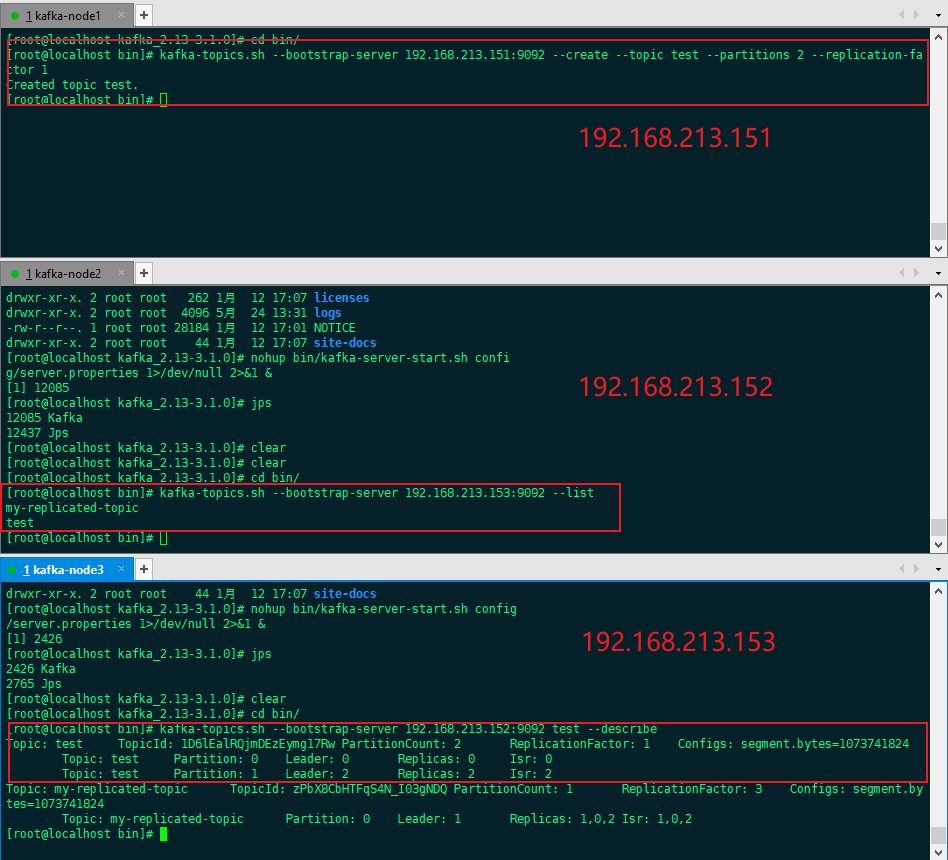 1 kafka-node1
[root@localhost kafka_2.13-3.1.0]# cd bin/
[root@localhost bin]# kafka-topics.sh --bootstrap-server 192.168.213.151:9092 --create --topic test --partitions 2 --replication-fa
ctor 1
Created topic test.
[root@localhost bin]#
192.168.213.151
1 kafka-node2
drwxr-xr-x. 2 root root   262 1月  12 17:07 licenses
drwxr-xr-x. 2 root root  4096 5月  24 13:31 logs
-rw-r--r--. 1 root root 28184 1月  12 17:01 NOTICE
drwxr-xr-x. 2 root root    44 1月  12 17:07 site-docs
[root@localhost kafka_2.13-3.1.0]# nohup bin/kafka-server-start.sh confi
g/server.properties 1>/dev/null 2>&1 &
[1] 12085
192.168.213.152
[root@localhost kafka_2.13-3.1.0]# jps
12085 Kafka
12437 Jps
[root@localhost kafka_2.13-3.1.0]# clear
[root@localhost kafka_2.13-3.1.0]# clear
[root@localhost kafka_2.13-3.1.0]# cd bin/
[root@localhost bin]# kafka-topics.sh --bootstrap-server 192.168.213.153:9092 --list
my-replicated-topic
test
[root@localhost bin]#
1 kafka-node3
drwxr-xr-x. 2 root root    44 1月  12 17:07 site-docs
[root@localhost kafka_2.13-3.1.0]# nohup bin/kafka-server-start.sh config
/server.properties 1>/dev/null 2>&1 &
[1] 2426
192.168.213.153
[root@localhost kafka_2.13-3.1.0]# jps
2426 Kafka
2765 Jps
[root@localhost kafka_2.13-3.1.0]# clear
[root@localhost kafka_2.13-3.1.0]# cd bin/
[root@localhost bin]# kafka-topics.sh --bootstrap-server 192.168.213.152:9092 test --describe
Topic: test     TopicId: 1D6lEalRQjmDEzEymg17Rw PartitionCount: 2       ReplicationFactor: 1    Configs: segment.bytes=1073741824
        Topic: test     Partition: 0    Leader: 0       Replicas: 0     Isr: 0
        Topic: test     Partition: 1    Leader: 2       Replicas: 2     Isr: 2
Topic: my-replicated-topic      TopicId: zPbX8CbHTFqS4N_I03gNDQ PartitionCount: 1       ReplicationFactor: 3    Configs: segment.by
tes=1073741824
        Topic: my-replicated-topic      Partition: 0    Leader: 1       Replicas: 1,0,2 Isr: 1,0,2
[root@localhost bin]#